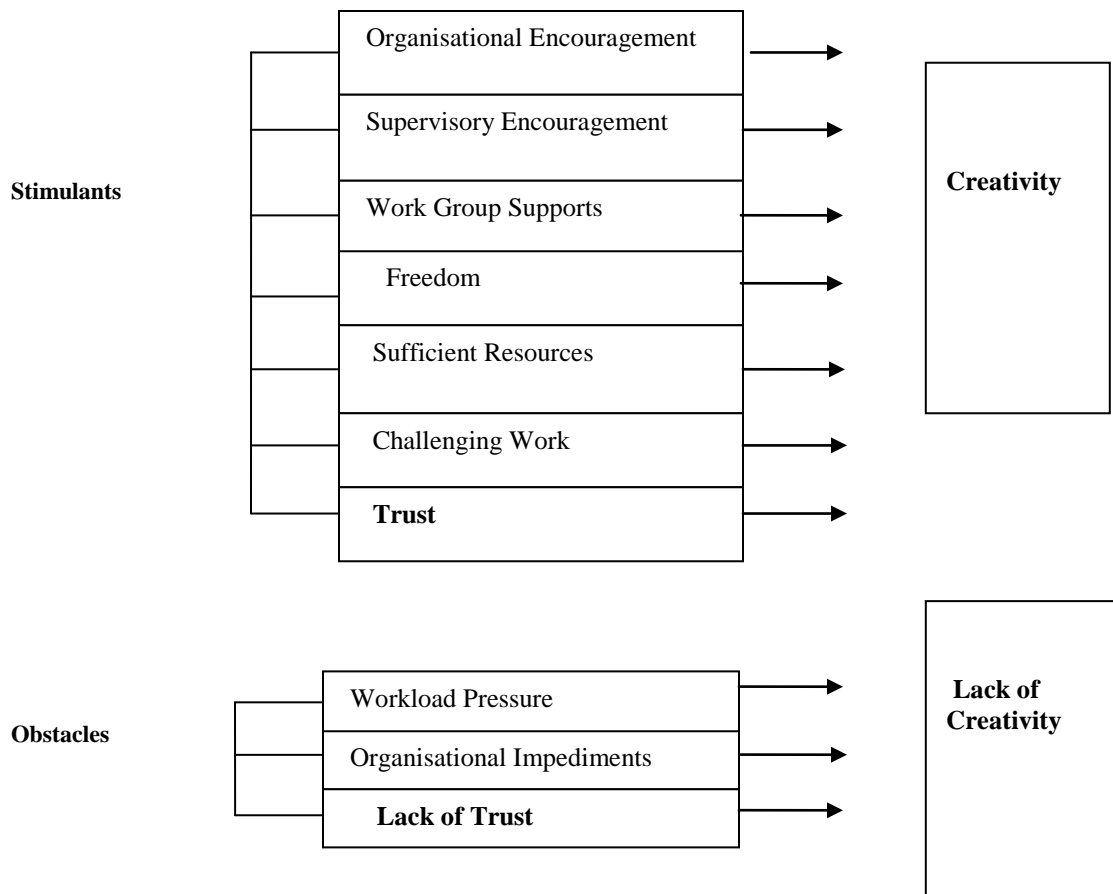 Organisational Encouragement
Supervisory Encouragement
Stimulants
Creativity
Work Group Supports
Freedom
Sufficient Resources
Challenging Work
Trust
Workload Pressure
Lack of
Creativity
Obstacles
Organisational Impediments
Lack of Trust